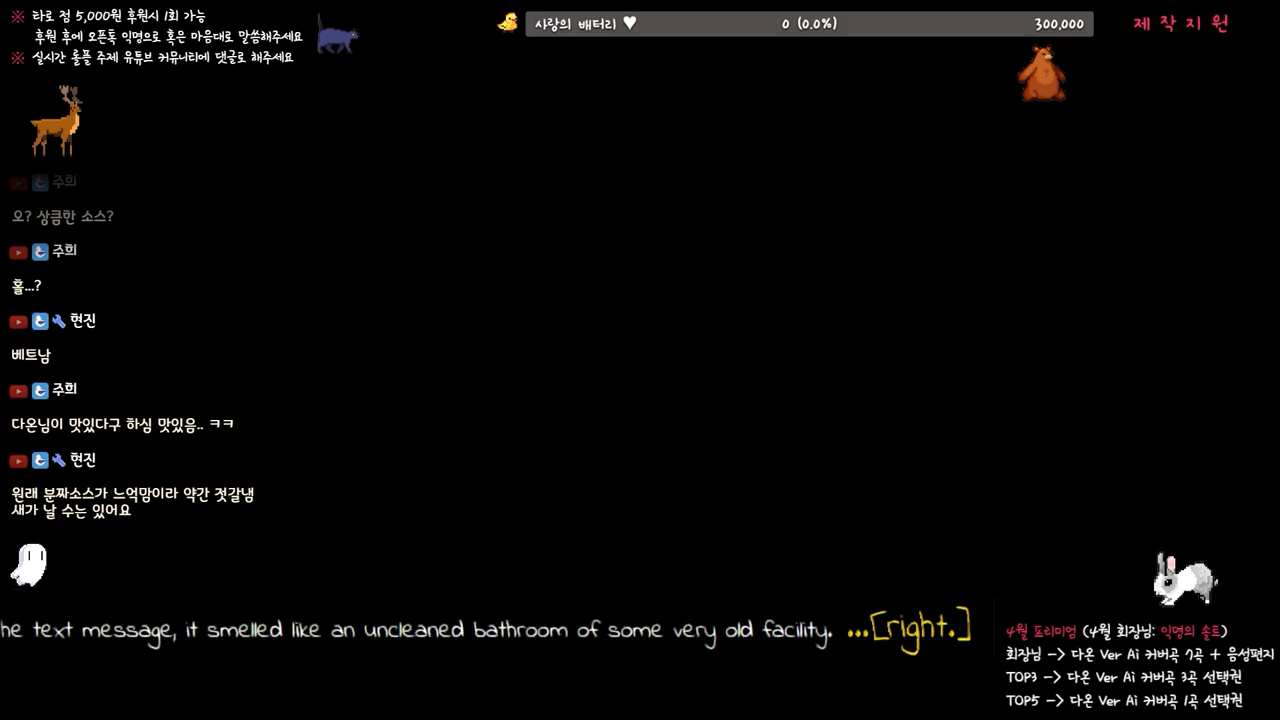 ※ 타로 점 5,000원 후원시 1회 가능
후원 후에 오픈톡 익명으로 혹은 마음대로 말씀해주세요
※ 실시간 롤플 주제 유튜브 커뮤니티에 댓글로 해주세요
사랑의 배터리 ♥ 0 (0.0%) 300,000
제 작 지 원
주희
오? 상큼한 소스?
주희
홀...?
현진
베트남
주희
다온님이 맛있다구 하심 맛있음.. ㅋㅋ
현진
원래 분짜소스가 느억맘이라 약간 젓갈냄
새가 날 수는 있어요
he text message, it smelled like an uncleaned bathroom of some very old facility. ...[right.]
4월 프리미엄 (4월 회장님: 익명의 솔트)
회장님 -> 다온 Ver Ai 커버곡 7곡 + 음성편지
TOP3 -> 다온 Ver Ai 커버곡 3곡 선택권
TOP5 -> 다온 Ver Ai 커버곡 1곡 선택권